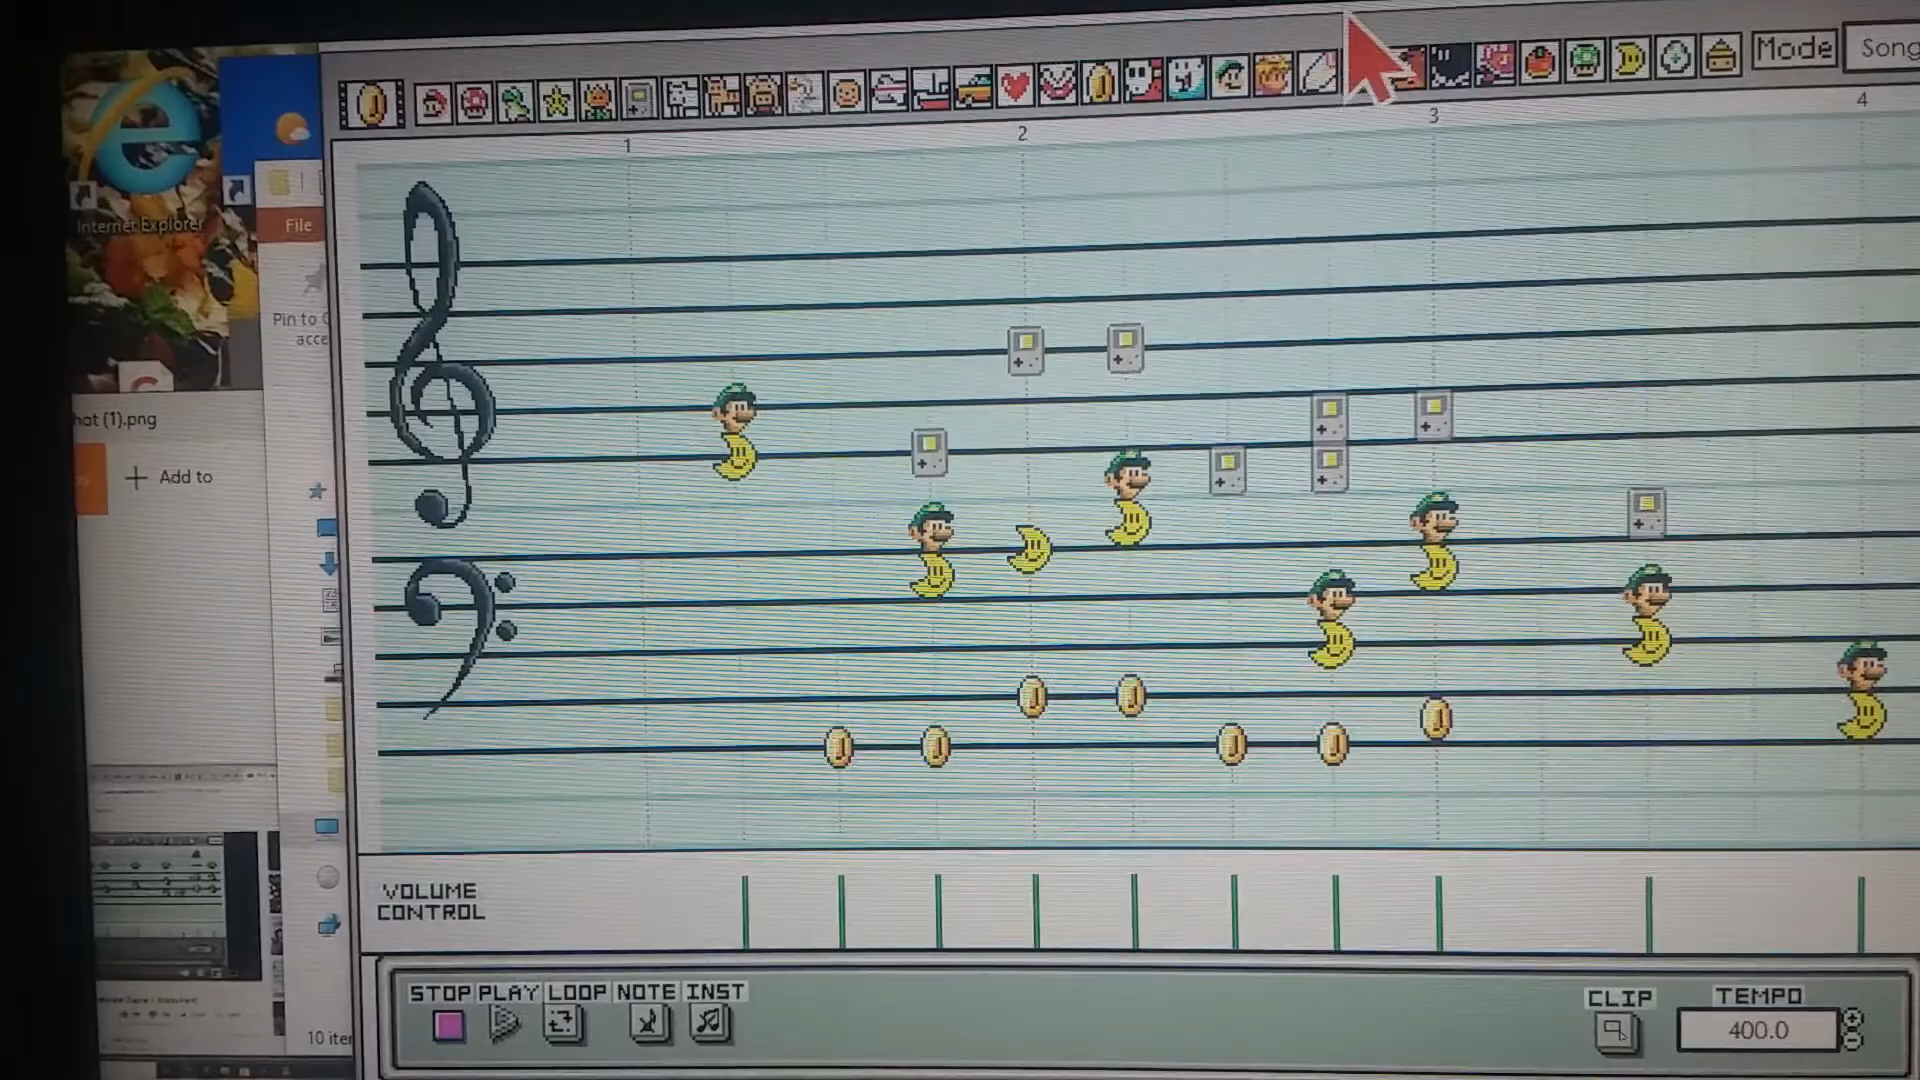 Mode
Song
1
2
3
4
Internet Explorer
File
Pin to
acce
hot (1).png
Add to
10 iter
VOLUME
CONTROL
STOP PLAY LOOP NOTE INST
CLIP
TEMPO
400.0